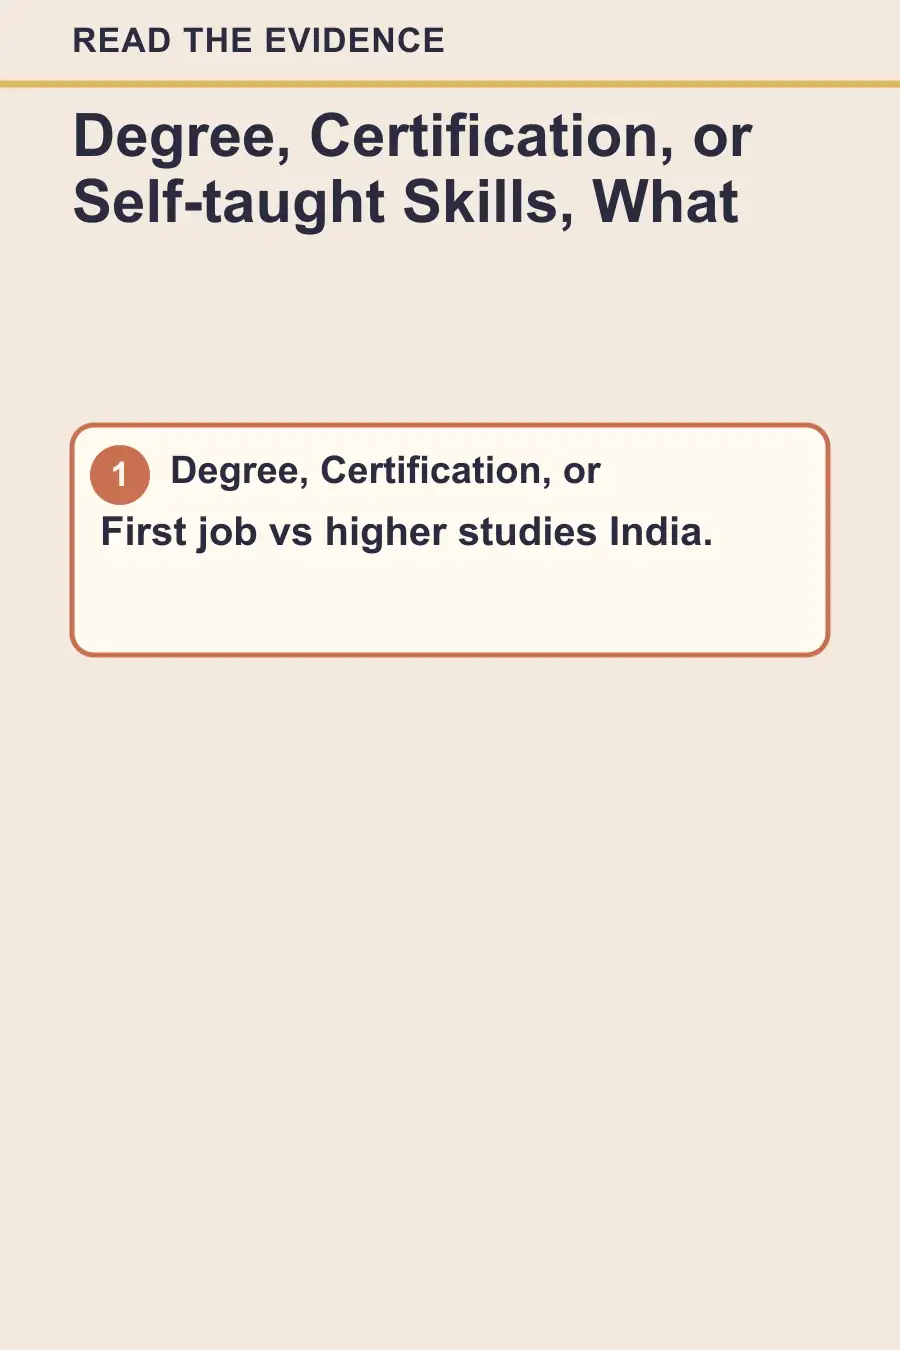 READ THE EVIDENCE
Degree, Certification, or
Self-taught Skills, What
1 Degree, Certification, or
First job vs higher studies India.